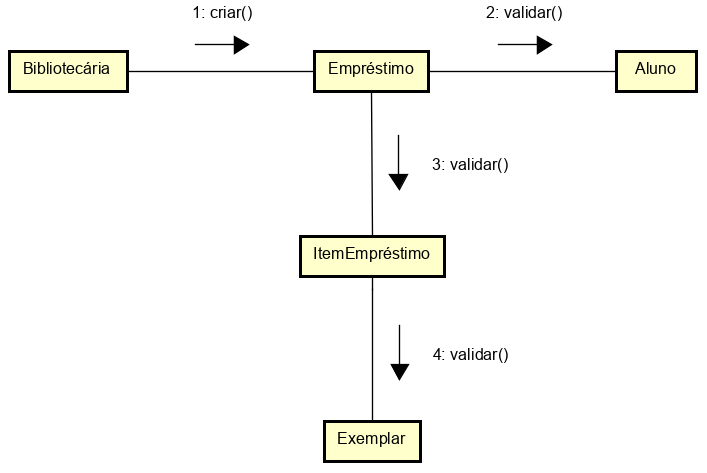 1: criar()
2: validar()
Bibliotecária
Empréstimo
Aluno
3: validar()
ItemEmpréstimo
4: validar()
Exemplar